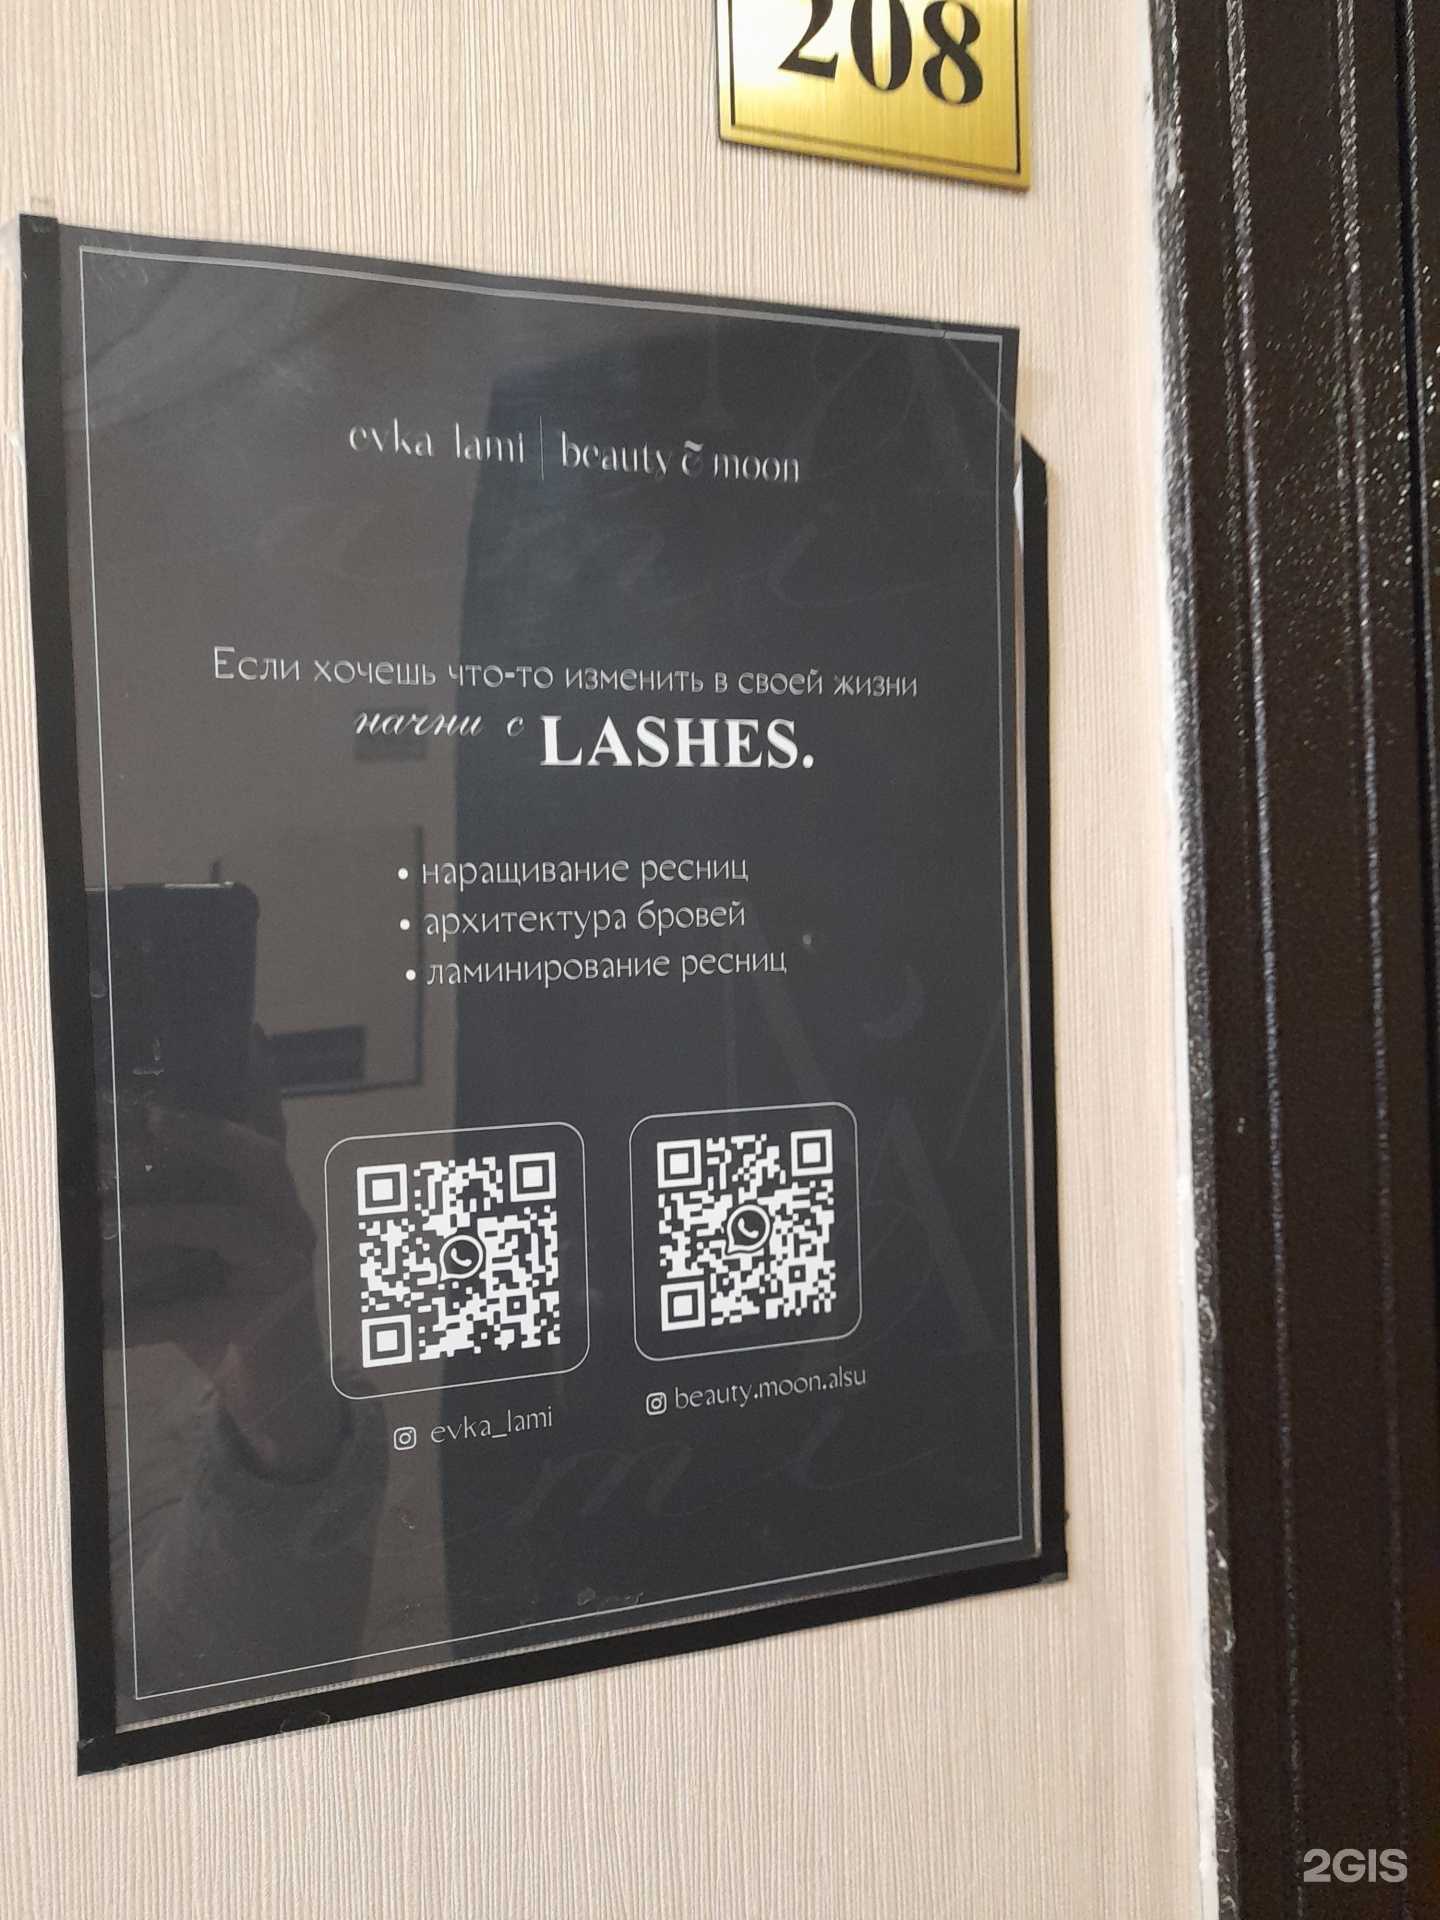 208
evka lami | beauty & moon
Если хочешь что-то изменить в своей жизни
начни с LASHES.
• наращивание ресниц
• архитектура бровей
• ламинирование ресниц
evka_lami
beauty.moon.alsu
2GIS